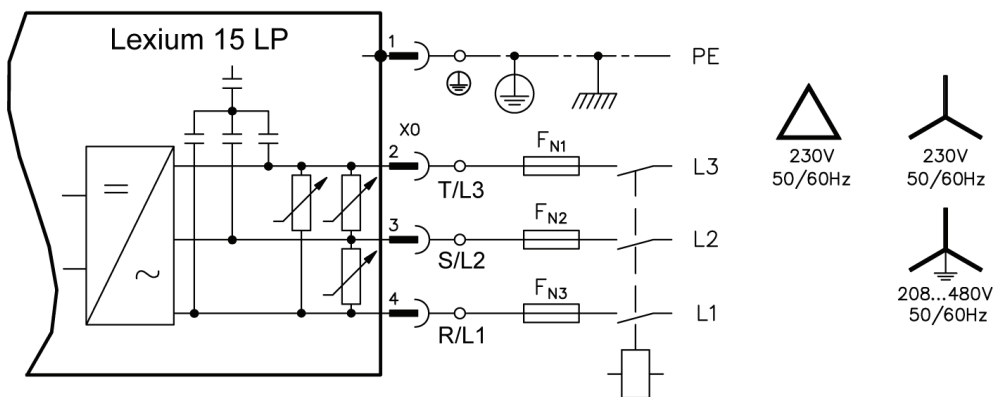 Lexium 15 LP
1
PE
X0
2
T/L3
FN1
L3
3
S/L2
FN2
L2
4
R/L1
FN3
L1
230V
50/60Hz
230V
50/60Hz
208...480V
50/60Hz